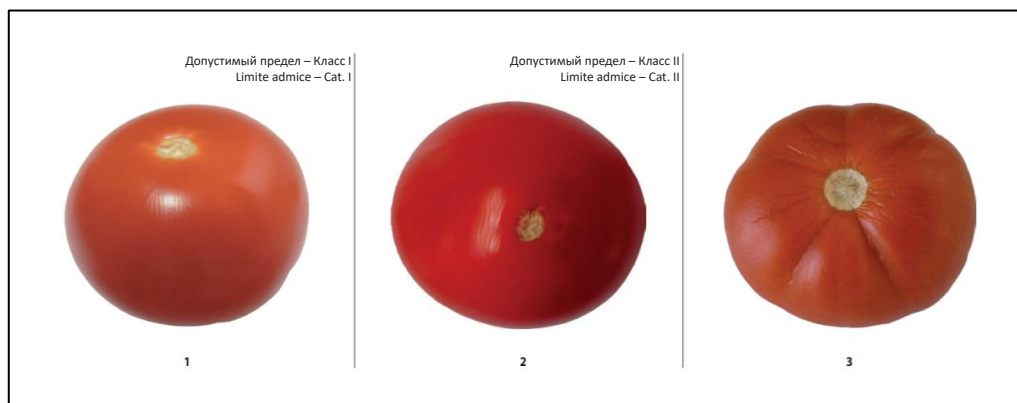 Допустимый предел – Класс I
Limite admice – Cat. I
Допустимый предел – Класс II
Limite admice – Cat. II
1
2
3